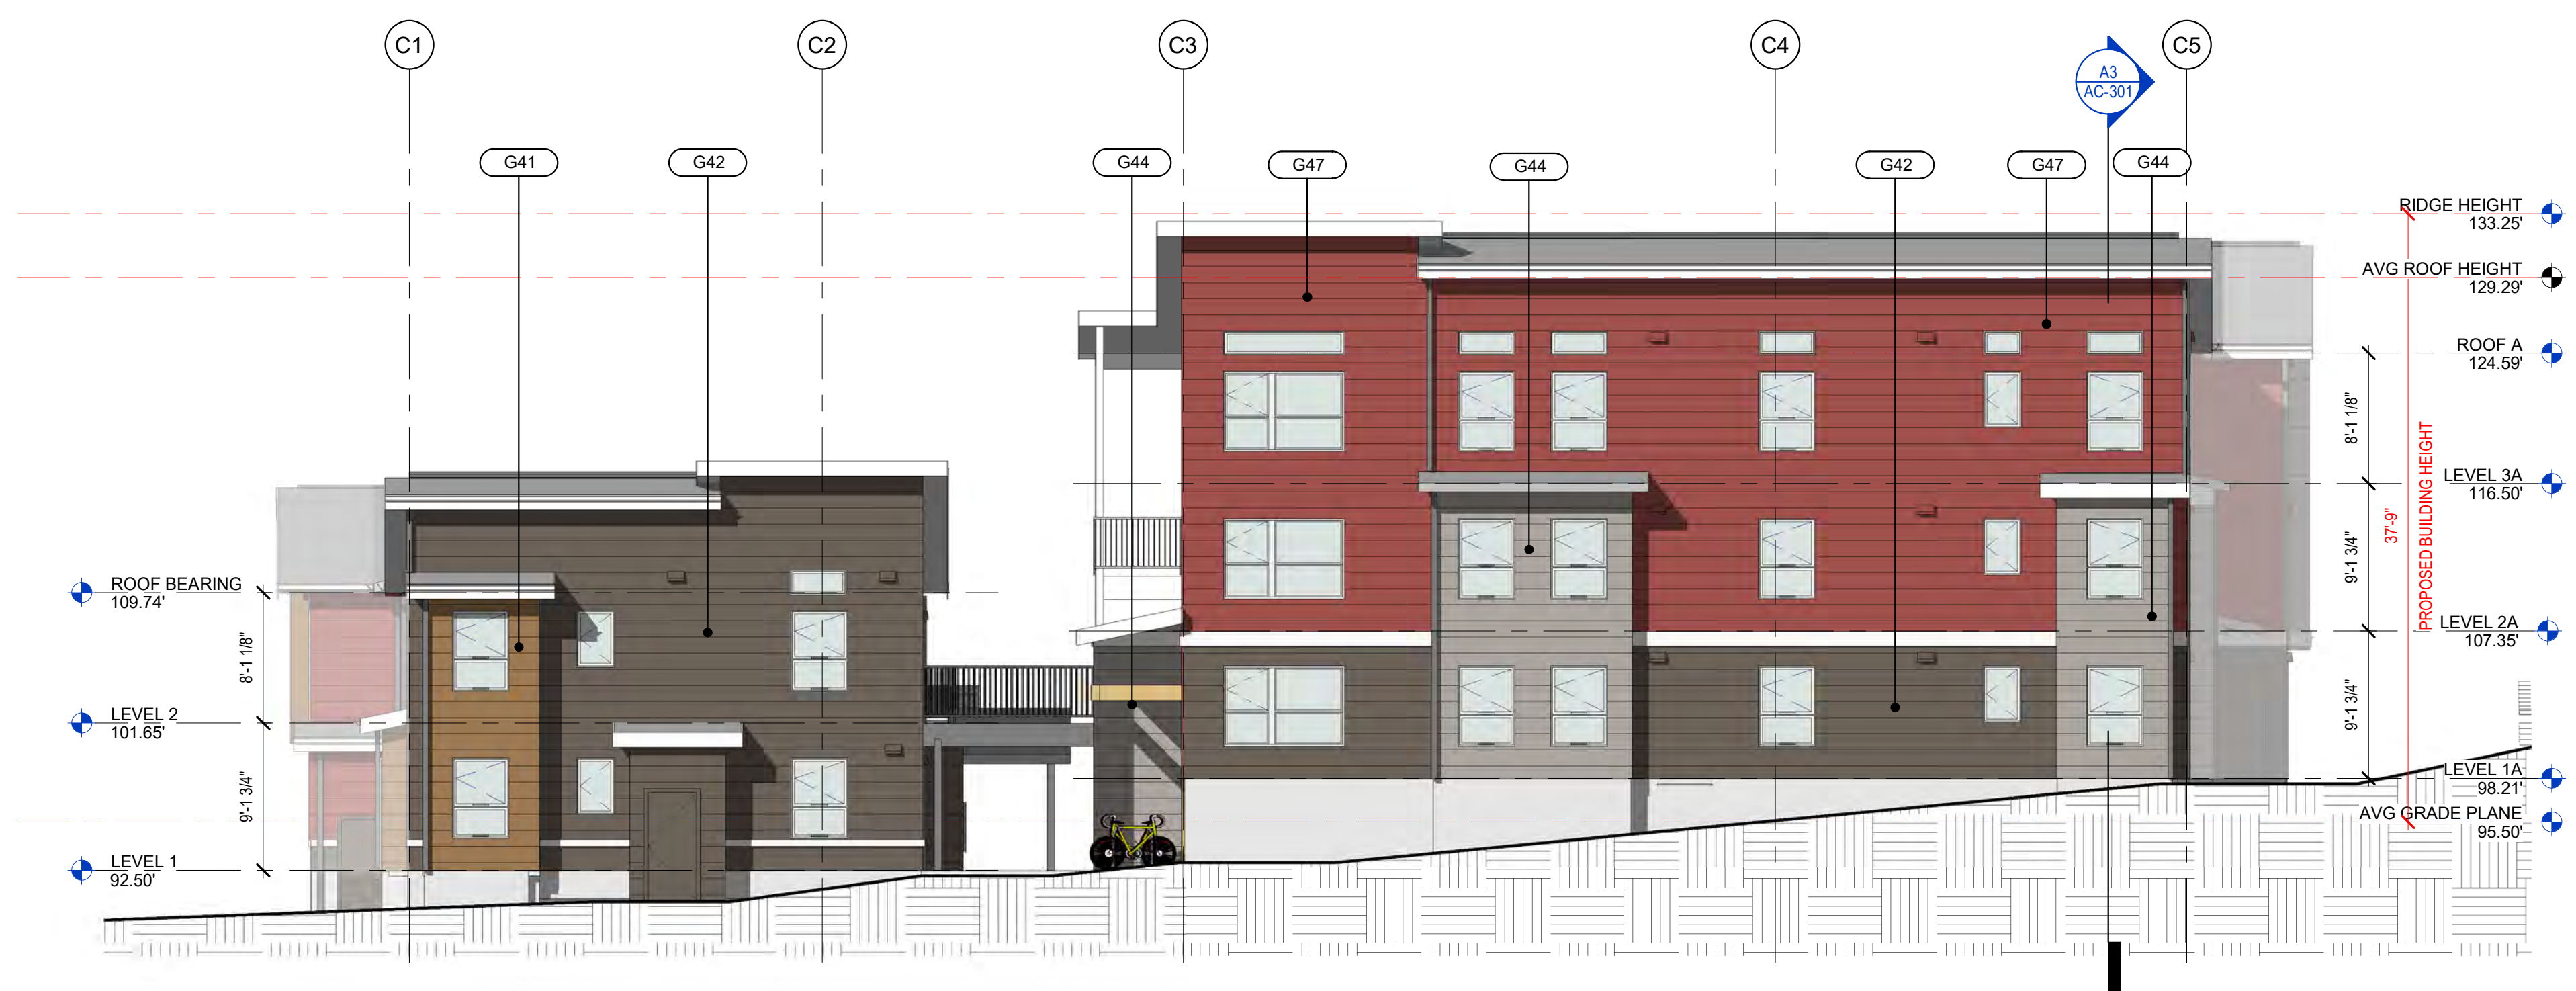 C1
C2
C3
C4
C5
A3
AC-301
G41
G42
G44
G47
G44
G42
G47
G44
RIDGE HEIGHT
133.25'
AVG ROOF HEIGHT
129.29'
ROOF A
124.59'
8'-1 1/8"
LEVEL 3A
116.50'
9'-1 3/4"
37'-9"
PROPOSED BUILDING HEIGHT
LEVEL 2A
107.35'
9'-1 3/4"
LEVEL 1A
98.21'
AVG GRADE PLANE
95.50'
ROOF BEARING
109.74'
8'-1 1/8"
LEVEL 2
101.65'
9'-1 3/4"
LEVEL 1
92.50'